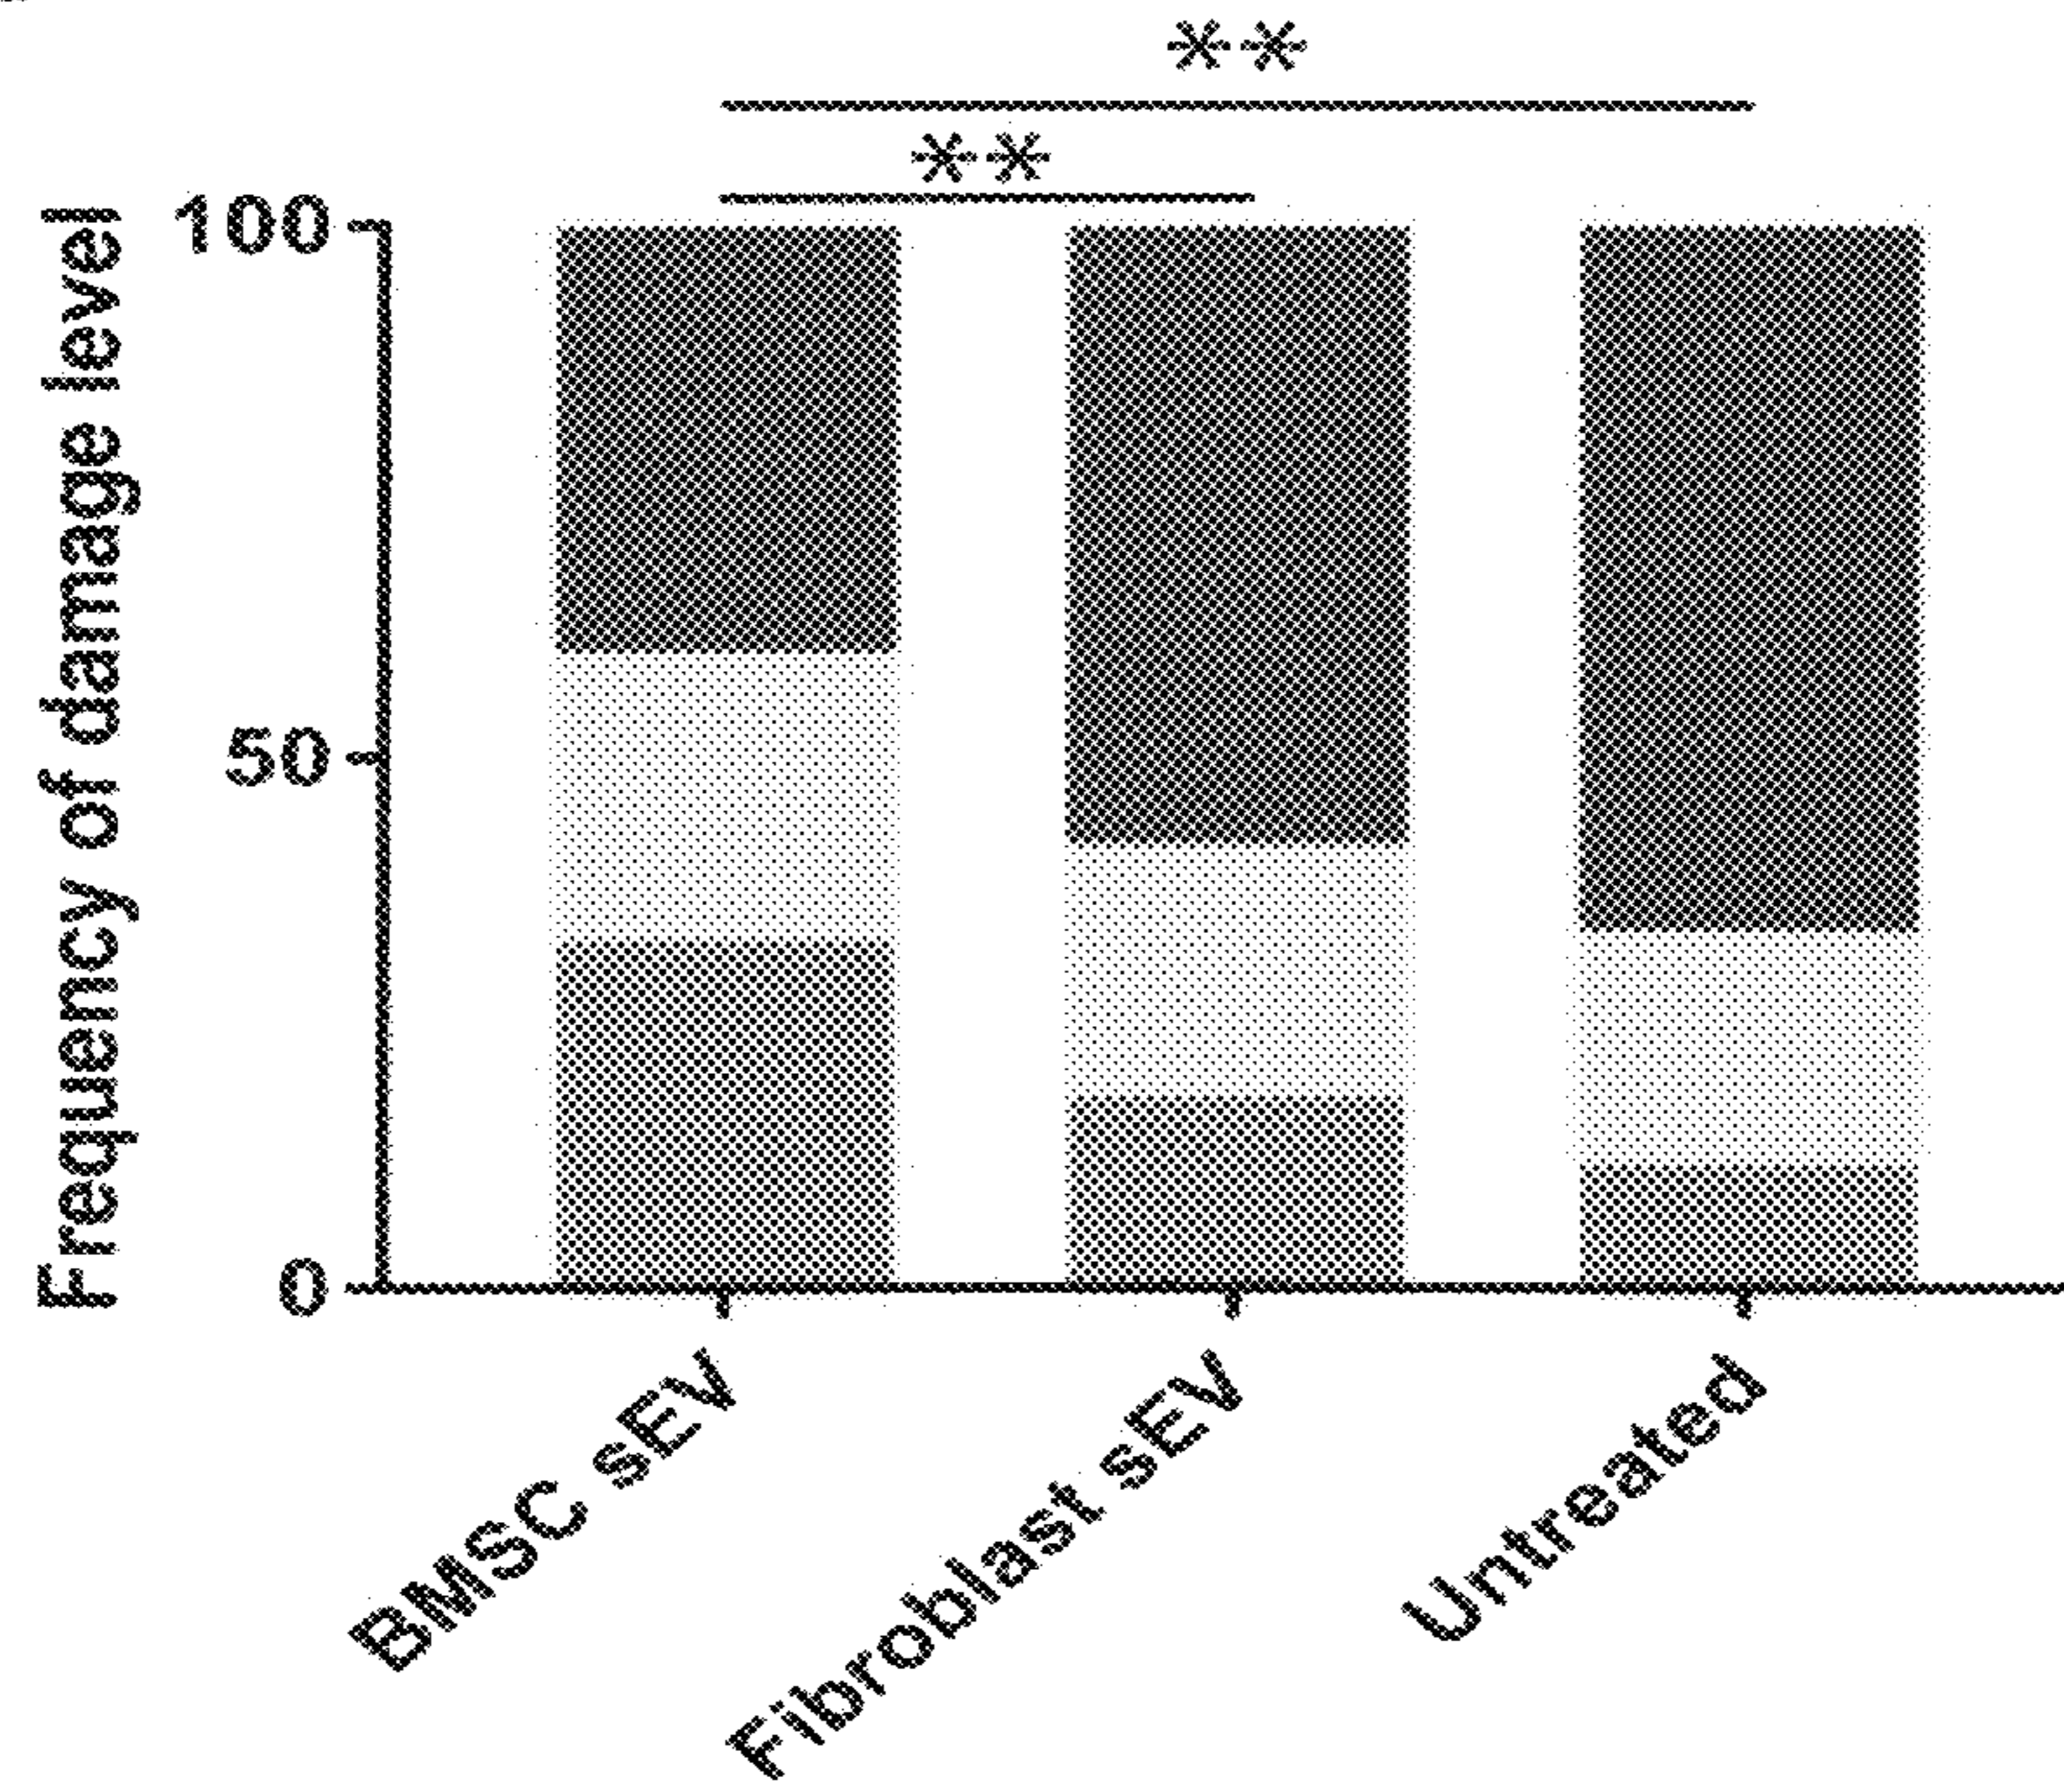 **
**
Frequency of damage level
100
50
0
BMSC sEV
Fibroblast sEV
Untreated